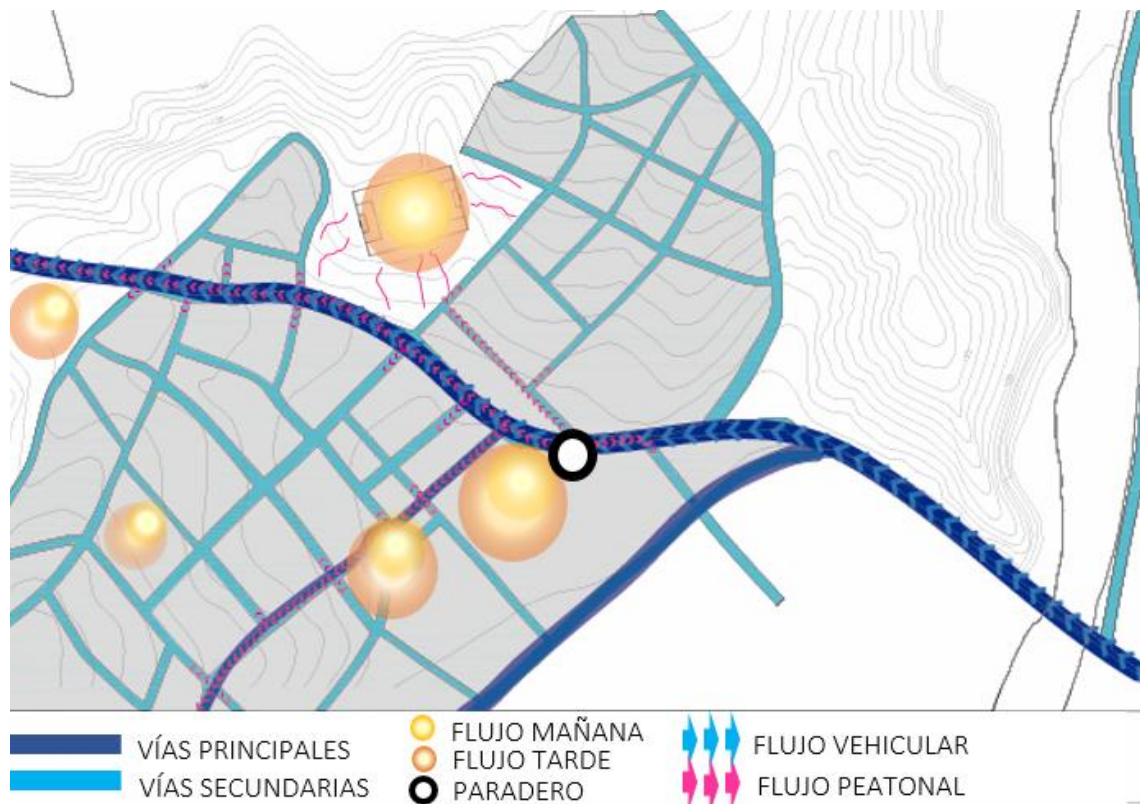 VÍAS PRINCIPALES
VÍAS SECUNDARIAS
FLUJO MAÑANA
FLUJO TARDE
PARADERO
FLUJO VEHICULAR
FLUJO PEATONAL